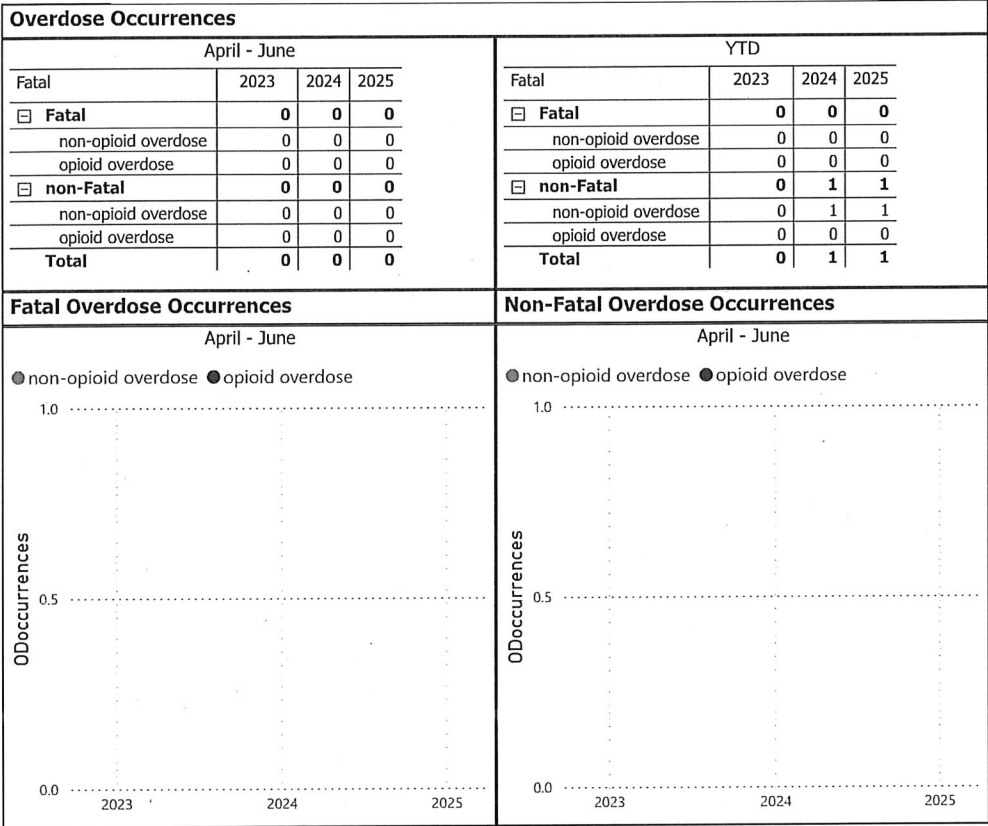 Overdose Occurrences
April - June
Fatal 2023 2024 2025
Fatal 0 0 0
non-opioid overdose 0 0 0
opioid overdose 0 0 0
non-Fatal 0 0 0
non-opioid overdose 0 0 0
opioid overdose 0 0 0
Total 0 0 0
YTD
Fatal 2023 2024 2025
Fatal 0 0 0
non-opioid overdose 0 0 0
opioid overdose 0 0 0
non-Fatal 0 1 1
non-opioid overdose 0 1 1
opioid overdose 0 0 0
Total 0 1 1
Fatal Overdose Occurrences
April - June
non-opioid overdose opioid overdose
ODoccurrences
1.0
0.5
0.0
2023 2024 2025
Non-Fatal Overdose Occurrences
April - June
non-opioid overdose opioid overdose
ODoccurrences
1.0
0.5
0.0
2023 2024 2025